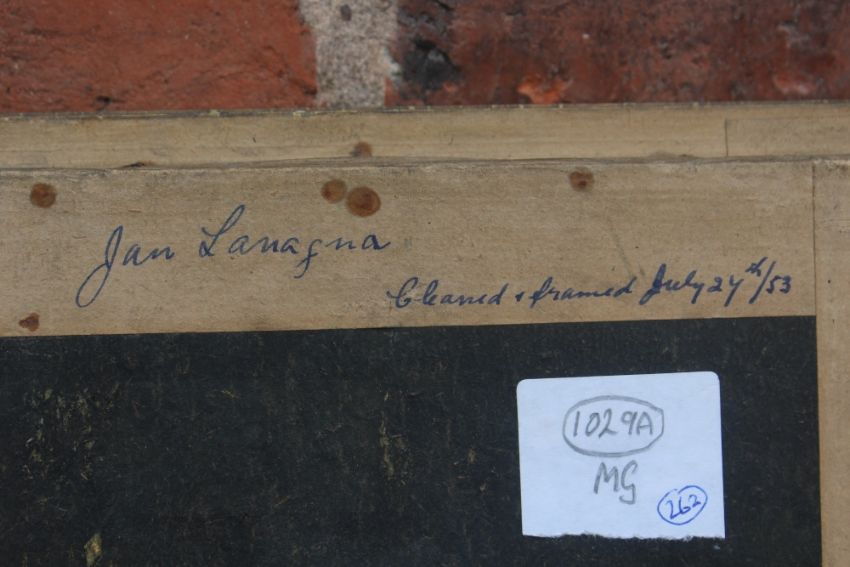 Jan Lanagna
Cleaned & framed July 27th/53
1029A
MG
262